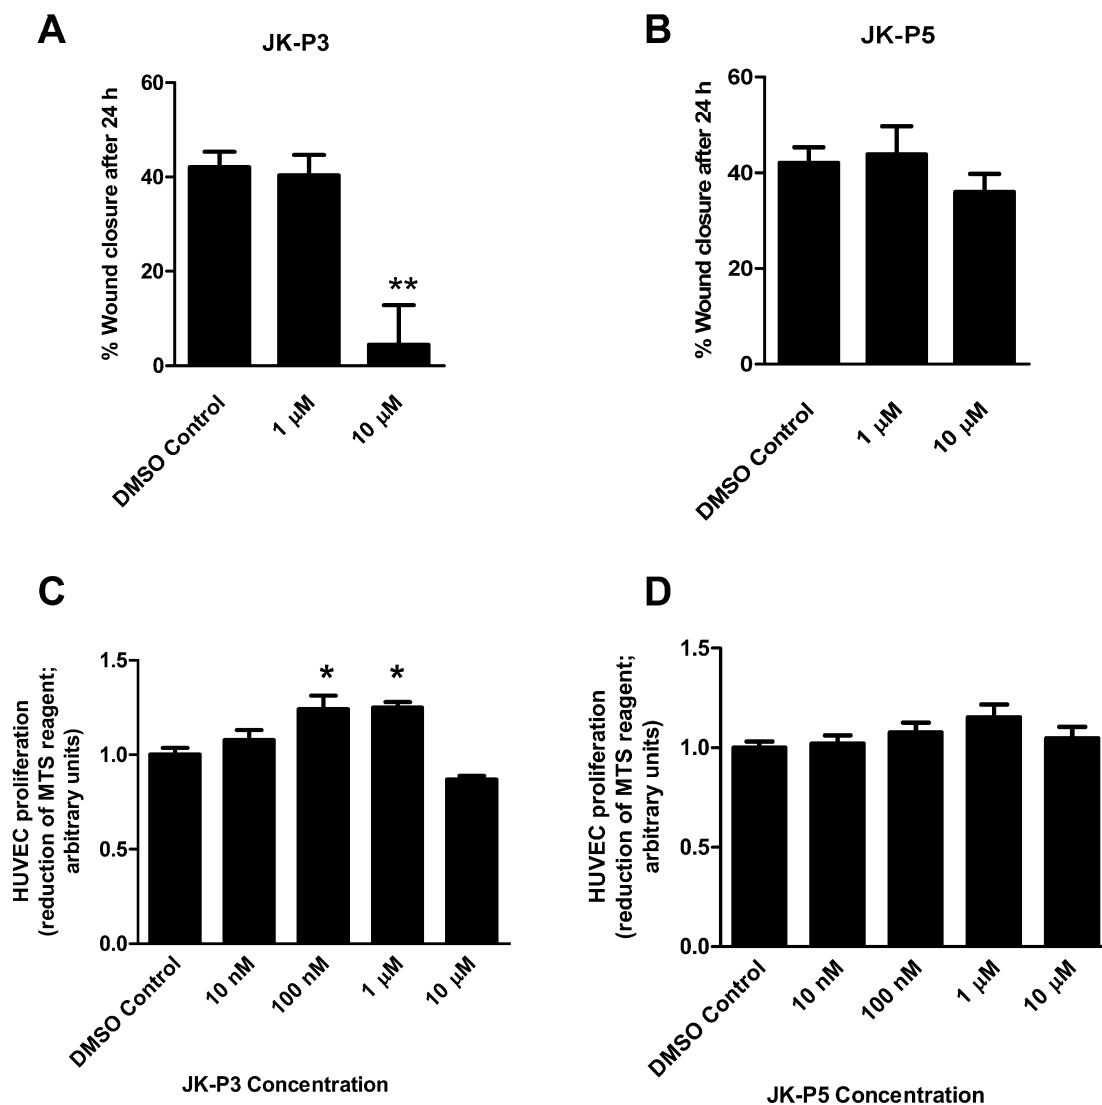 A
JK-P3
% Wound closure after 24 h
60
40
20
0
**
DMSO Control
1 μM
10 μM
B
JK-P5
% Wound closure after 24 h
60
40
20
0
DMSO Control
1 μM
10 μM
C
HUVEC proliferation
(reduction of MTS reagent;
arbitrary units)
1.5
1.0
0.5
0.0
*
*
DMSO Control
10 nM
100 nM
1 μM
10 μM
JK-P3 Concentration
D
HUVEC proliferation
(reduction of MTS reagent;
arbitrary units)
1.5
1.0
0.5
0.0
DMSO Control
10 nM
100 nM
1 μM
10 μM
JK-P5 Concentration